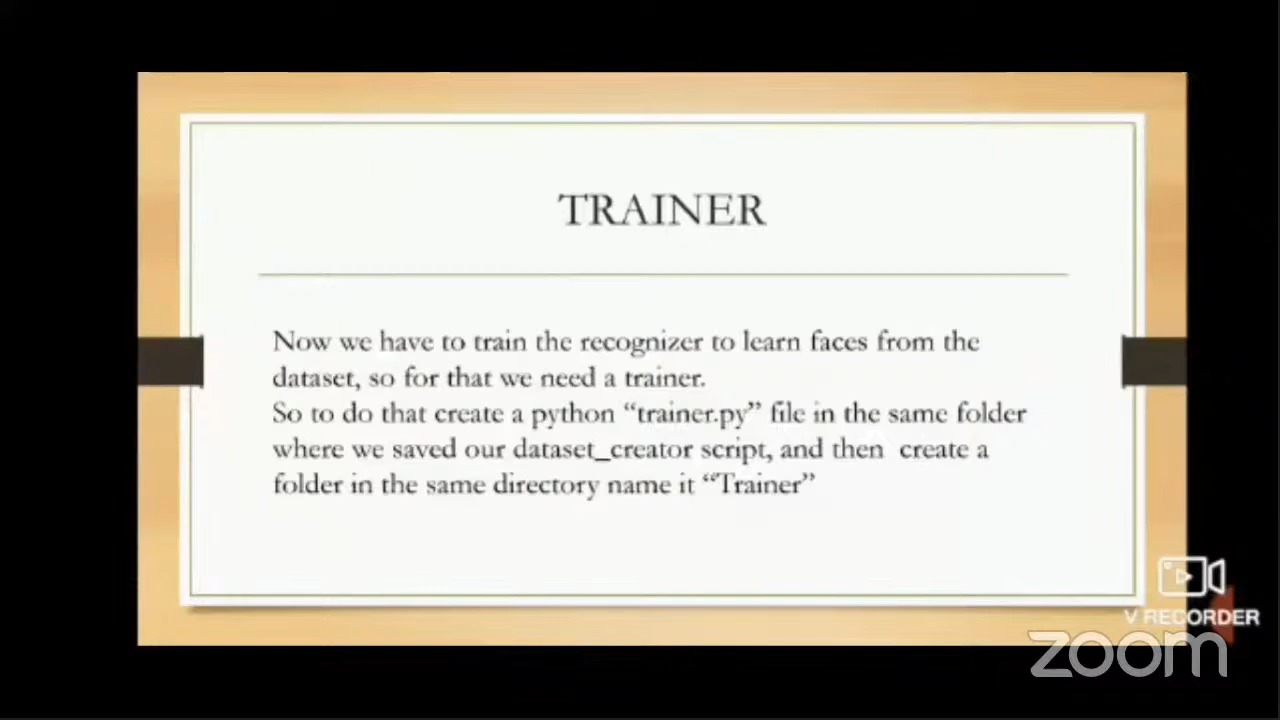 TRAINER
Now we have to train the recognizer to learn faces from the
dataset, so for that we need a trainer.
So to do that create a python “trainer.py” file in the same folder
where we saved our dataset_creator script, and then  create a
folder in the same directory name it “Trainer”
V RECORDER
zoom